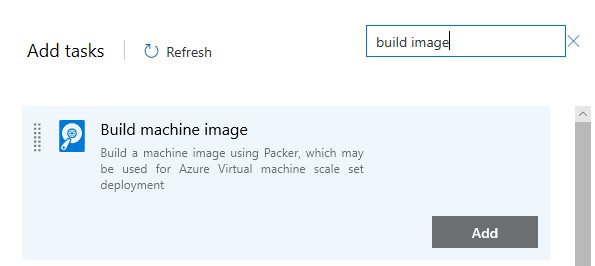 build image
Add tasks
Refresh
Build machine image
Build a machine image using Packer, which may
be used for Azure Virtual machine scale set
deployment
Add